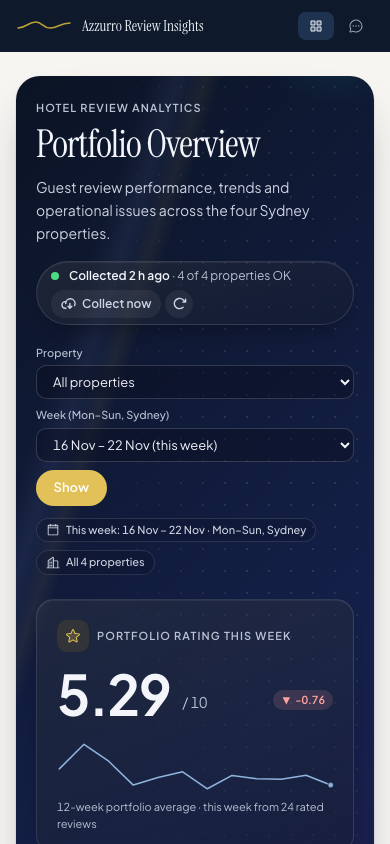 Azzurro Review Insights
HOTEL REVIEW ANALYTICS
Portfolio Overview
Guest review performance, trends and
operational issues across the four Sydney
properties.
Collected 2 h ago · 4 of 4 properties OK
Collect now
Property
All properties
Week (Mon–Sun, Sydney)
16 Nov – 22 Nov (this week)
Show
This week: 16 Nov – 22 Nov · Mon–Sun, Sydney
All 4 properties
PORTFOLIO RATING THIS WEEK
5.29 / 10
▼ -0.76
12-week portfolio average · this week from 24 rated
reviews